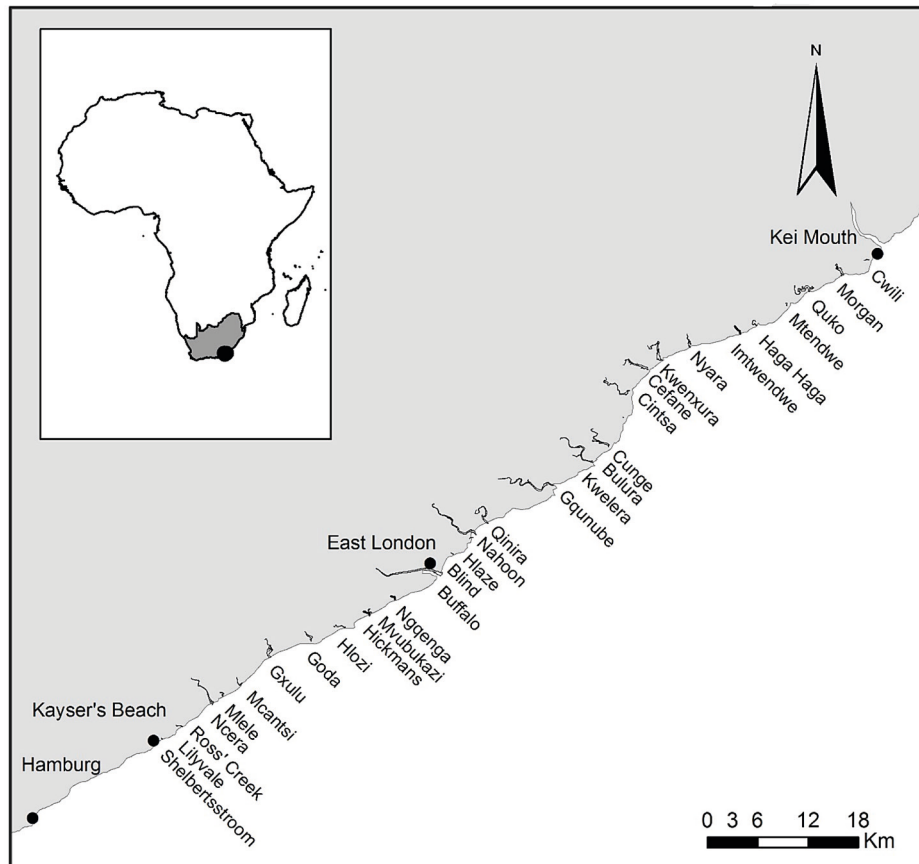 N
Kei Mouth
Cwili
Morgan
Quko
Mtendwe
Haga Haga
Imtwendwe
Nyara
Kwenxura
Cefane
Cintsa
Cunge
Bulura
Kwelera
Gqunube
East London
Qinira
Nahoon
Hlaze
Blind
Buffalo
Ngqenga
Mvubukazi
Hickmans
Hlozi
Goda
Gxulu
Mcantsi
Mlele
Ncera
Ross' Creek
Lilyvale
Shelbertsstroom
Kayser's Beach
Hamburg
0 3 6 12 18
Km